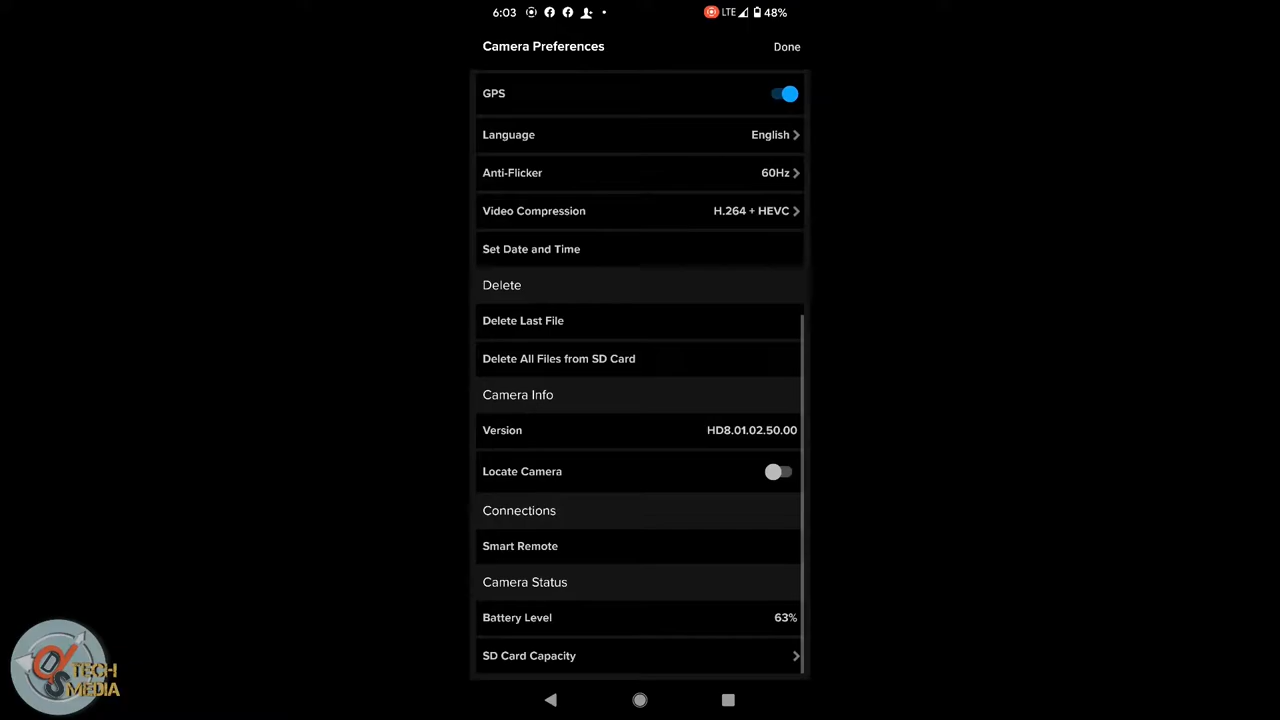 6:03
LTE 48%
Camera Preferences Done
GPS
Language English
Anti-Flicker 60Hz
Video Compression H.264 + HEVC
Set Date and Time
Delete
Delete Last File
Delete All Files from SD Card
Camera Info
Version HD8.01.02.50.00
Locate Camera
Connections
Smart Remote
Camera Status
Battery Level 63%
SD Card Capacity
DS TECH
MEDIA